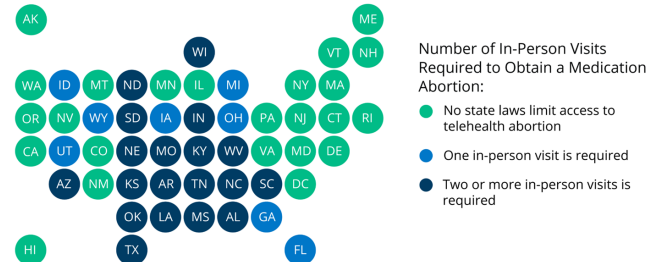 AK ME
WI VT NH
WA ID MT ND MN IL MI NY MA
OR NV WY SD IA IN OH PA NJ CT RI
CA UT CO NE MO KY WV VA MD DE
AZ NM KS AR TN NC SC DC
OK LA MS AL GA
HI TX FL
Number of In-Person Visits
Required to Obtain a Medication
Abortion:
No state laws limit access to
telehealth abortion
One in-person visit is required
Two or more in-person visits is
required